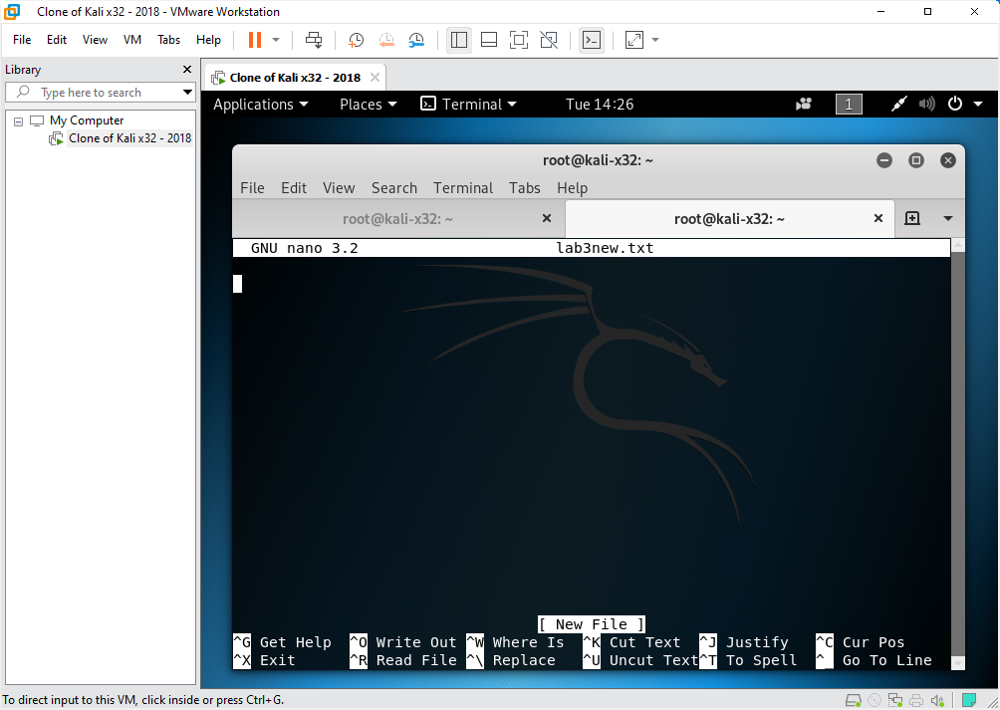 Clone of Kali x32 - 2018 - VMware Workstation
File Edit View VM Tabs Help
Library
Type here to search
My Computer
Clone of Kali x32 - 2018
Clone of Kali x32 - 2018
Applications Places Terminal Tue 14:26 1
root@kali-x32: ~
File Edit View Search Terminal Tabs Help
root@kali-x32: ~ root@kali-x32: ~
GNU nano 3.2 lab3new.txt
[ New File ]
^G Get Help ^O Write Out ^W Where Is ^K Cut Text ^J Justify ^C Cur Pos
^X Exit ^R Read File ^\ Replace ^U Uncut Text ^T To Spell ^_ Go To Line
To direct input to this VM, click inside or press Ctrl+G.